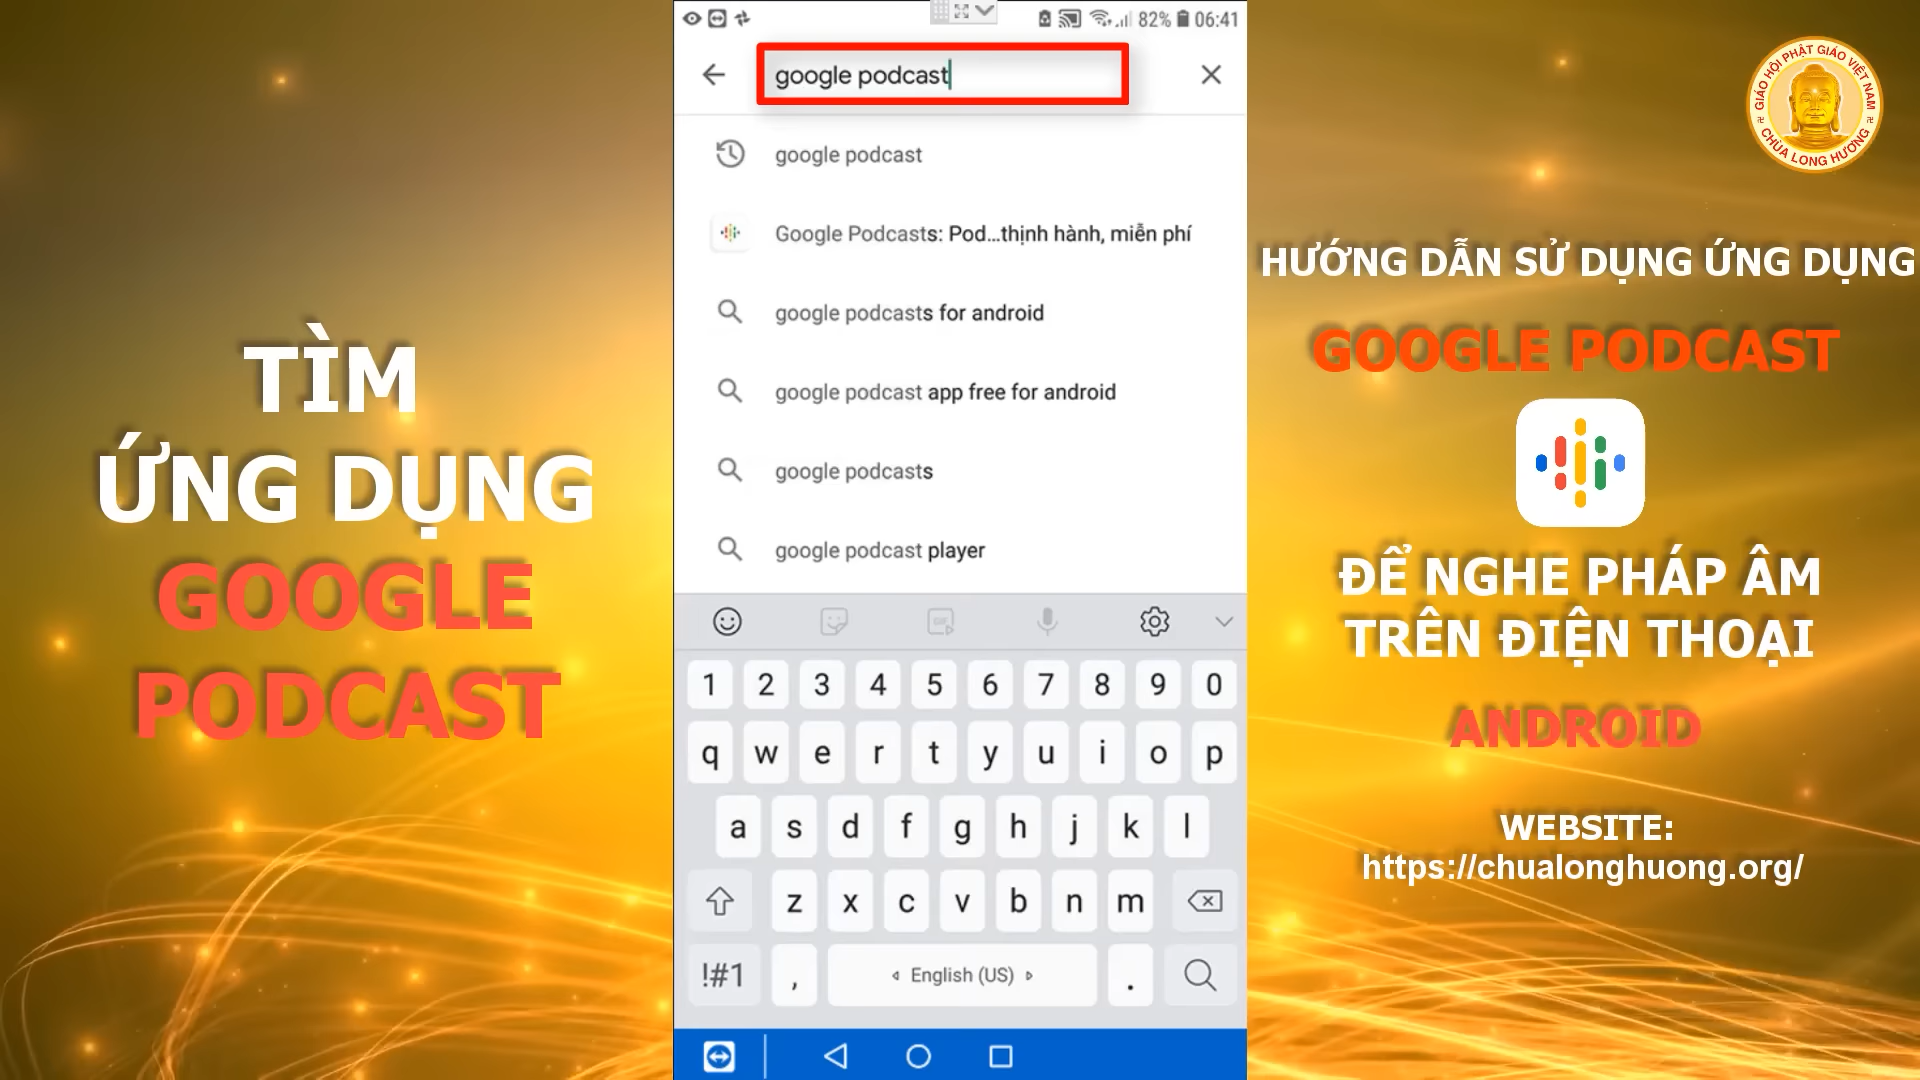 TÌM
ỨNG DỤNG
GOOGLE
PODCAST
82% 06:41
google podcast
google podcast
Google Podcasts: Pod...thịnh hành, miễn phí
google podcasts for android
google podcast app free for android
google podcasts
google podcast player
GIF
1 2 3 4 5 6 7 8 9 0
q w e r t y u i o p
a s d f g h j k l
z x c v b n m
!#1 , English (US) .
GIÁO HỘI PHẬT GIÁO VIỆT NAM
CHÙA LONG HƯƠNG
HƯỚNG DẪN SỬ DỤNG ỨNG DỤNG
GOOGLE PODCAST
ĐỂ NGHE PHÁP ÂM
TRÊN ĐIỆN THOẠI
ANDROID
WEBSITE:
https://chualonghuong.org/